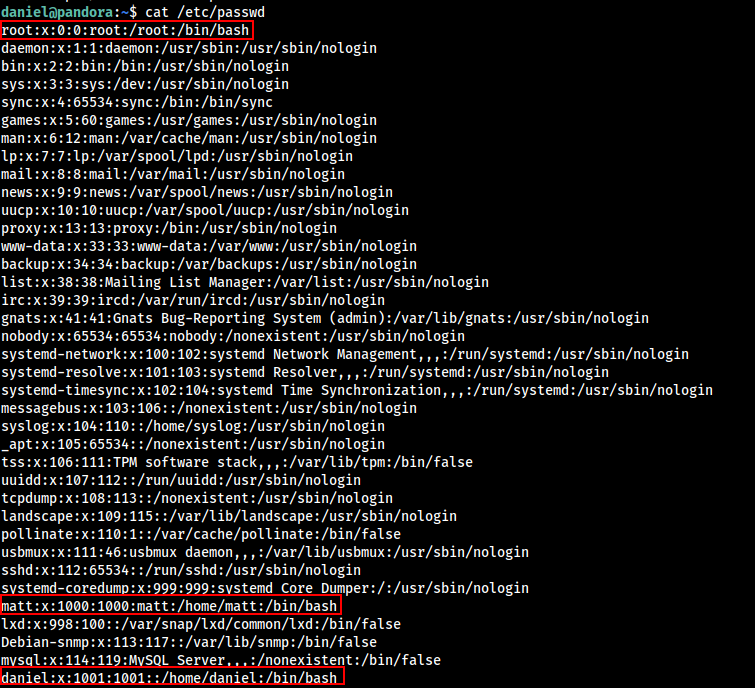 daniel@pandora:~$ cat /etc/passwd
root:x:0:0:root:/root:/bin/bash
daemon:x:1:1:daemon:/usr/sbin:/usr/sbin/nologin
bin:x:2:2:bin:/bin:/usr/sbin/nologin
sys:x:3:3:sys:/dev:/usr/sbin/nologin
sync:x:4:65534:sync:/bin:/bin/sync
games:x:5:60:games:/usr/games:/usr/sbin/nologin
man:x:6:12:man:/var/cache/man:/usr/sbin/nologin
lp:x:7:7:lp:/var/spool/lpd:/usr/sbin/nologin
mail:x:8:8:mail:/var/mail:/usr/sbin/nologin
news:x:9:9:news:/var/spool/news:/usr/sbin/nologin
uucp:x:10:10:uucp:/var/spool/uucp:/usr/sbin/nologin
proxy:x:13:13:proxy:/bin:/usr/sbin/nologin
www-data:x:33:33:www-data:/var/www:/usr/sbin/nologin
backup:x:34:34:backup:/var/backups:/usr/sbin/nologin
list:x:38:38:Mailing List Manager:/var/list:/usr/sbin/nologin
irc:x:39:39:ircd:/var/run/ircd:/usr/sbin/nologin
gnats:x:41:41:Gnats Bug-Reporting System (admin):/var/lib/gnats:/usr/sbin/nologin
nobody:x:65534:65534:nobody:/nonexistent:/usr/sbin/nologin
systemd-network:x:100:102:systemd Network Management,,,:/run/systemd:/usr/sbin/nologin
systemd-resolve:x:101:103:systemd Resolver,,,:/run/systemd:/usr/sbin/nologin
systemd-timesync:x:102:104:systemd Time Synchronization,,,:/run/systemd:/usr/sbin/nologin
messagebus:x:103:106::/nonexistent:/usr/sbin/nologin
syslog:x:104:110::/home/syslog:/usr/sbin/nologin
_apt:x:105:65534::/nonexistent:/usr/sbin/nologin
tss:x:106:111:TPM software stack,,,:/var/lib/tpm:/bin/false
uuidd:x:107:112::/run/uuidd:/usr/sbin/nologin
tcpdump:x:108:113::/nonexistent:/usr/sbin/nologin
landscape:x:109:115::/var/lib/landscape:/usr/sbin/nologin
pollinate:x:110:1::/var/cache/pollinate:/bin/false
usbmux:x:111:46:usbmux daemon,,,:/var/lib/usbmux:/usr/sbin/nologin
sshd:x:112:65534::/run/sshd:/usr/sbin/nologin
systemd-coredump:x:999:999:systemd Core Dumper:/:/usr/sbin/nologin
matt:x:1000:1000:matt:/home/matt:/bin/bash
lxd:x:998:100::/var/snap/lxd/common/lxd:/bin/false
Debian-snmp:x:113:117::/var/lib/snmp:/bin/false
mysql:x:114:119:MySQL Server,,,:/nonexistent:/bin/false
daniel:x:1001:1001::/home/daniel:/bin/bash